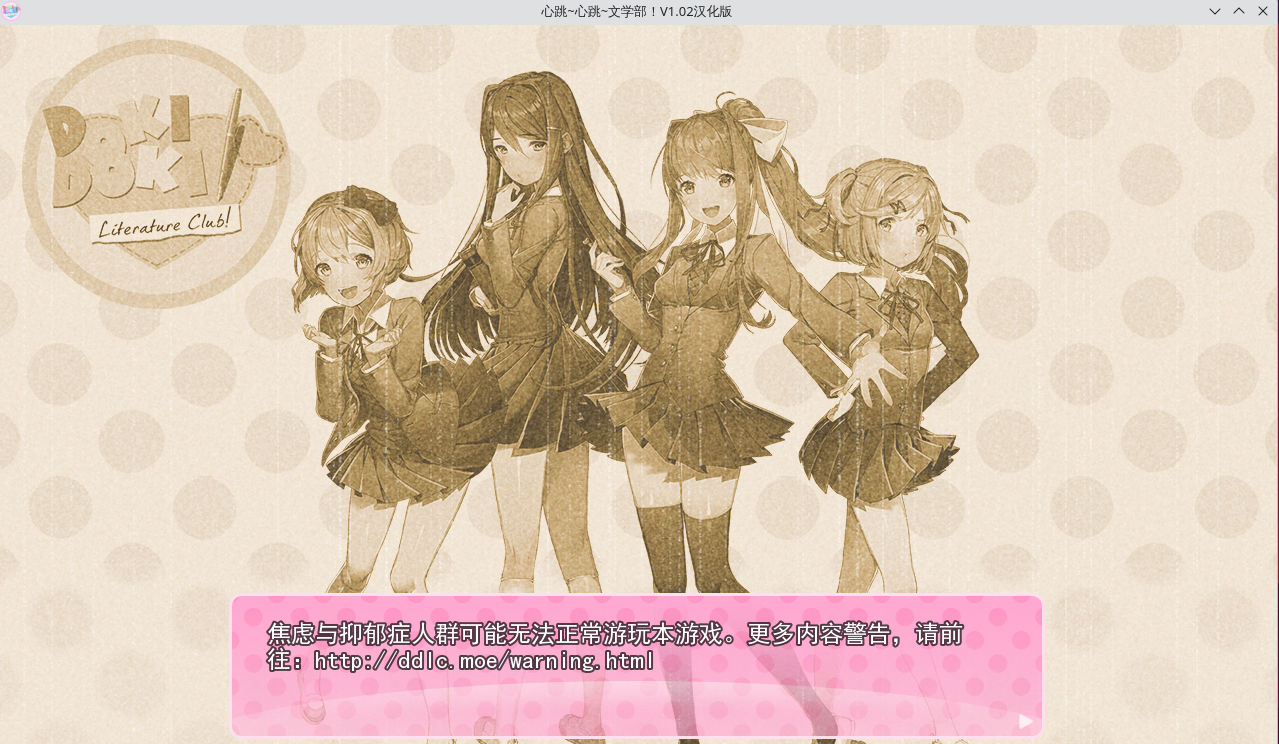 心跳~心跳~文学部！V1.02汉化版
DOKI
DOKI
Literature Club!
焦虑与抑郁症人群可能无法正常游玩本游戏。更多内容警告，请前
往：http://ddlc.moe/warning.html